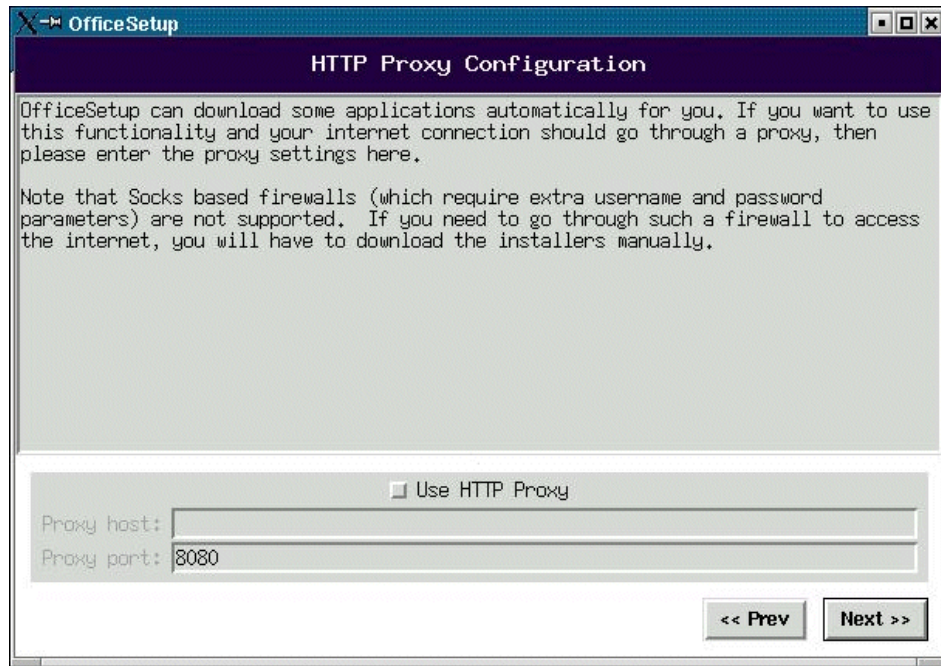 OfficeSetup
HTTP Proxy Configuration
OfficeSetup can download some applications automatically for you. If you want to use
this functionality and your internet connection should go through a proxy, then
please enter the proxy settings here.
Note that Socks based firewalls (which require extra username and password
parameters) are not supported.  If you need to go through such a firewall to access
the internet, you will have to download the installers manually.
Use HTTP Proxy
Proxy host:
Proxy port: 8080
<< Prev
Next >>